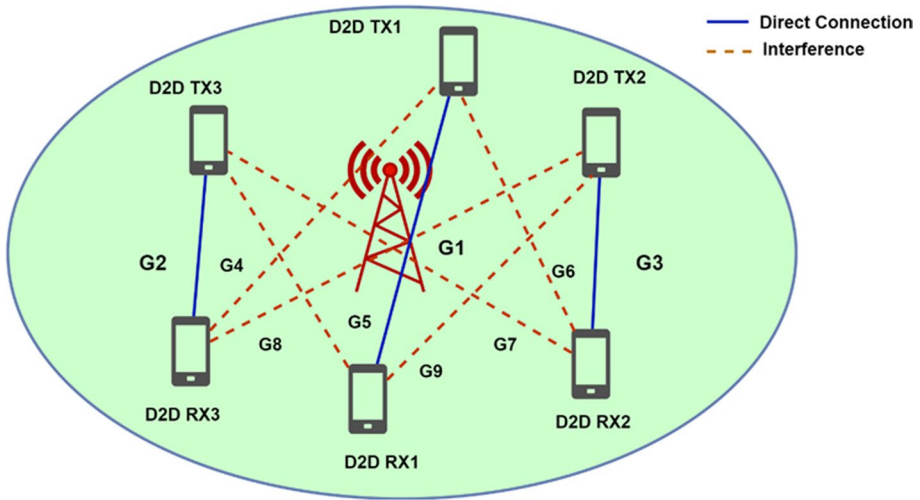 D2D TX1
Direct Connection
Interference
D2D TX3
D2D TX2
G1
G2
G4
G6
G3
G5
G8
G7
G9
D2D RX3
D2D RX2
D2D RX1